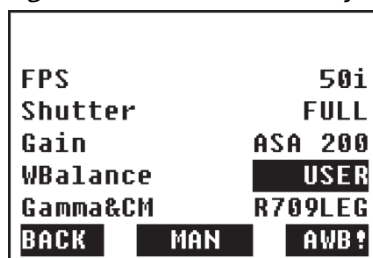 FPS 50i
Shutter FULL
Gain ASA 200
WBalance USER
Gamma&CM R709LEG
BACK MAN AWB!